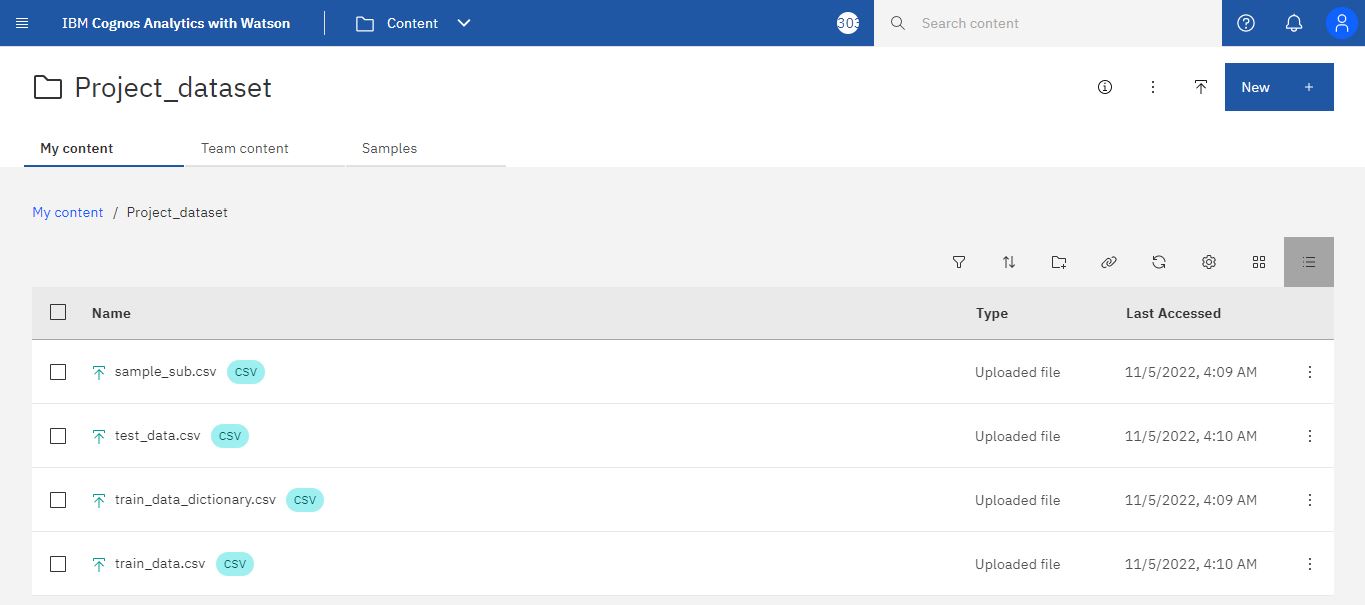 IBM Cognos Analytics with Watson Content 303 Search content
Project_dataset New +
My content Team content Samples
My content / Project_dataset
Name Type Last Accessed
sample_sub.csv CSV Uploaded file 11/5/2022, 4:09 AM
test_data.csv CSV Uploaded file 11/5/2022, 4:10 AM
train_data_dictionary.csv CSV Uploaded file 11/5/2022, 4:09 AM
train_data.csv CSV Uploaded file 11/5/2022, 4:10 AM